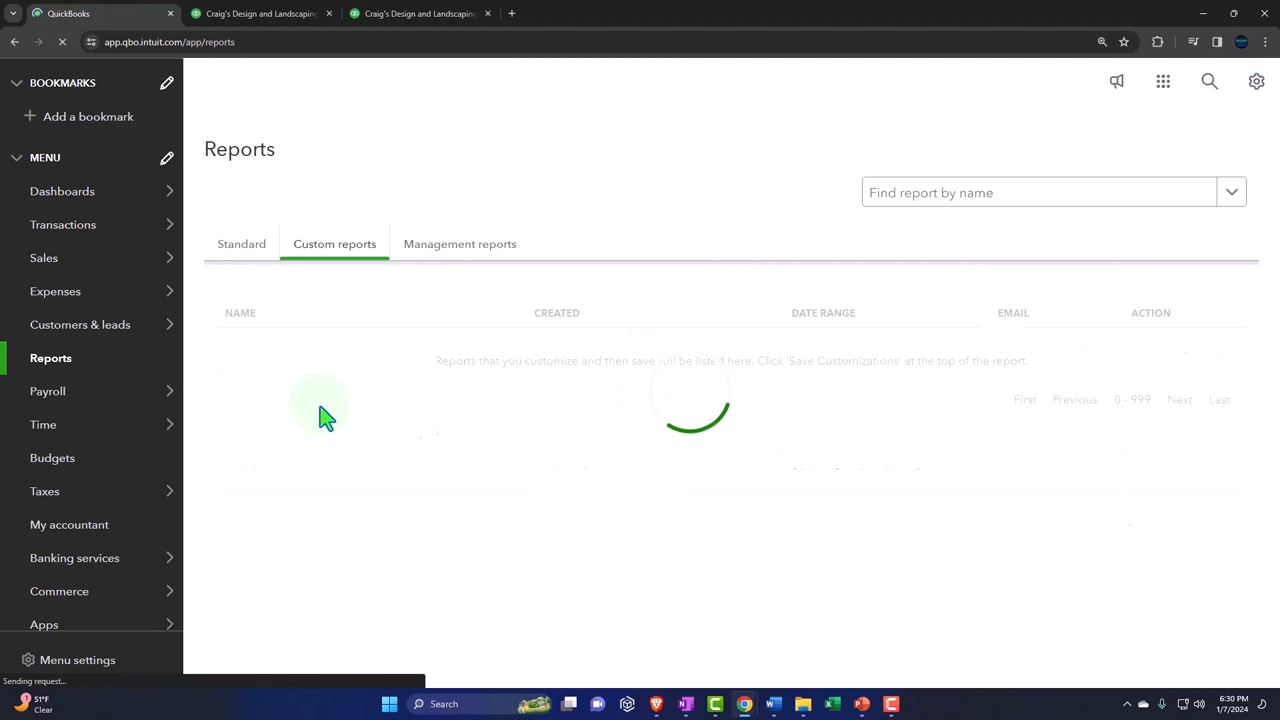 QuickBooks
Craig's Design and Landscaping
Craig's Design and Landscaping
app.qbo.intuit.com/app/reports
BOOKMARKS
Add a bookmark
MENU
Dashboards
Transactions
Sales
Expenses
Customers & leads
Reports
Payroll
Time
Budgets
Taxes
My accountant
Banking services
Commerce
Apps
Menu settings
Sending request...
Reports
Find report by name
Standard
Custom reports
Management reports
NAME CREATED DATE RANGE EMAIL ACTION
Reports that you customize and then save will be listed here. Click 'Save Customizations' at the top of the report.
First Previous 0 - 999 Next Last
51°F
Clear
Search
6:30 PM
1/7/2024